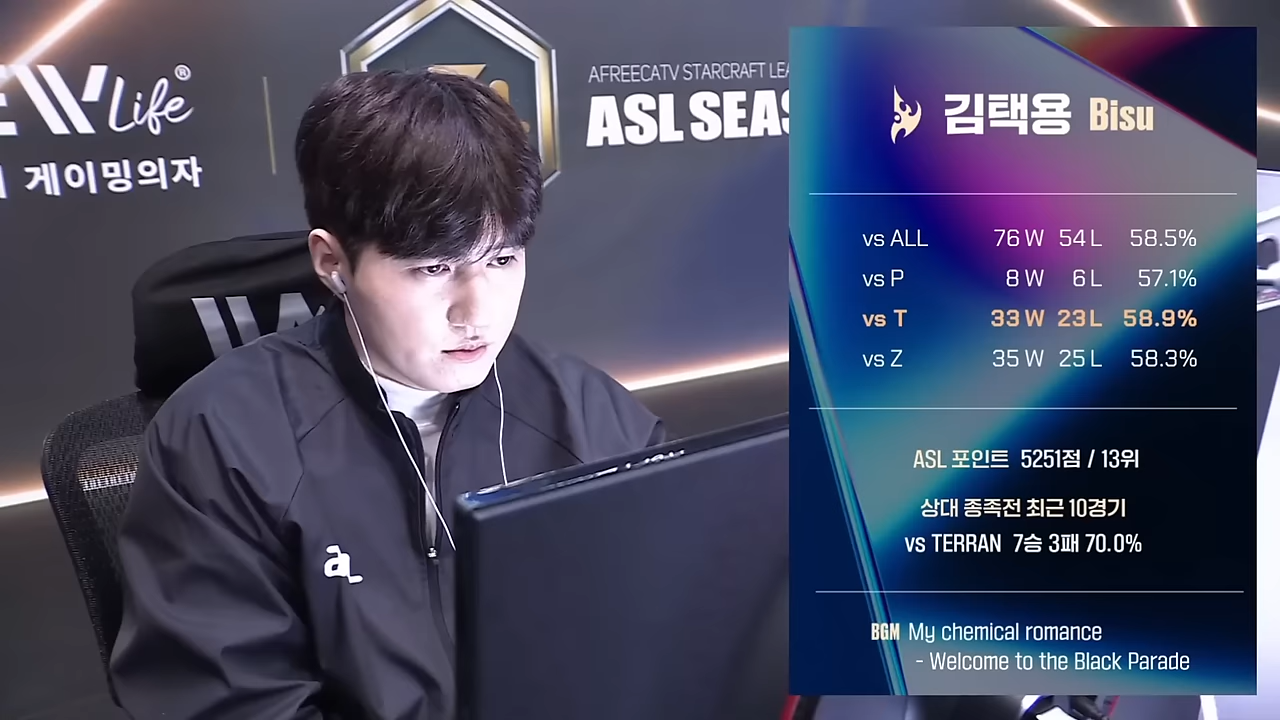 Life®
게이밍의자
AFREECATV STARCRAFT
ASL
김택용 Bisu
vs ALL 76 W 54 L 58.5%
vs P 8 W 6 L 57.1%
vs T 33 W 23 L 58.9%
vs Z 35 W 25 L 58.3%
ASL 포인트 5251점 / 13위
상대 종족전 최근 10경기
vs TERRAN 7승 3패 70.0%
BGM My chemical romance
- Welcome to the Black Parade